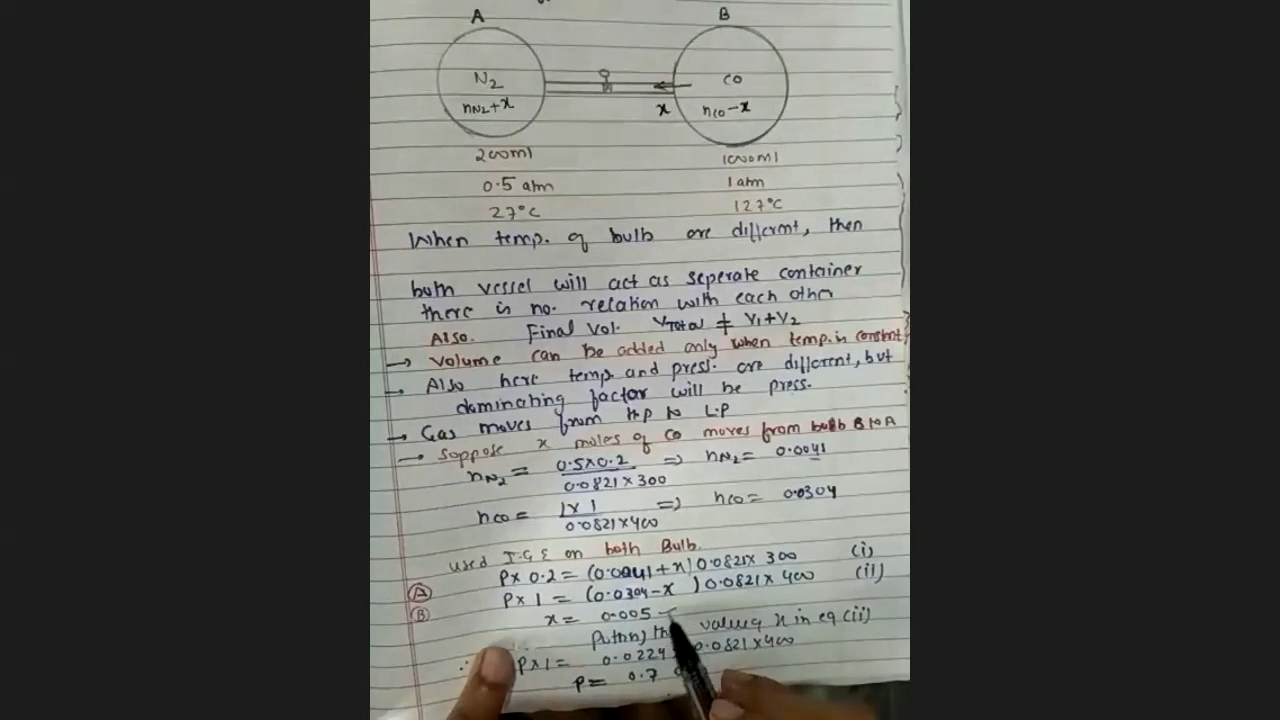 A B
N2 CO
nN2+x x nco-x
200ml 1000ml
0.5 atm 1 atm
27°C 127°C
When temp. of bulb are different, then
both vessel will act as seperate container
there is no. relation with each other
Also. Final vol. VTotal ≠ V1+V2
→ Volume can be added only when temp. is constant
→ Also here temp. and press. are different, but
dominating factor will be press.
→ Gas moves from H.P to L.P
→ Suppose x moles of CO moves from bulb B to A
nN2 = 0.5×0.2 / 0.0821×300 ⇒ nN2 = 0.0041
nco = 1×1 / 0.0821×400 ⇒ nco = 0.0304
used I.G.E on both Bulb.
A P×0.2 = (0.0041+x) 0.0821×300 (i)
B P×1 = (0.0304-x) 0.0821×400 (ii)
x = 0.005
value x in eq (ii)
∴ P×1 = 0.0224 0.0821×400
P = 0.7